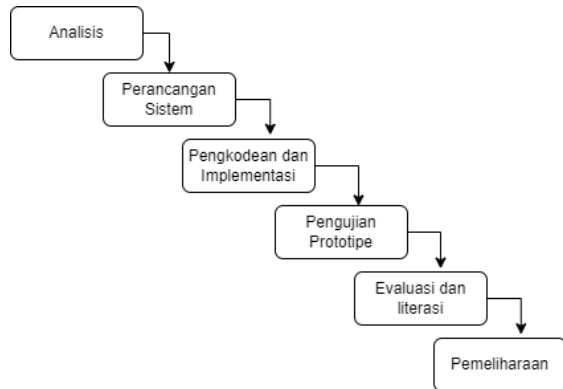 Analisis
Perancangan
Sistem
Pengkodean dan
Implementasi
Pengujian
Prototipe
Evaluasi dan
literasi
Pemeliharaan